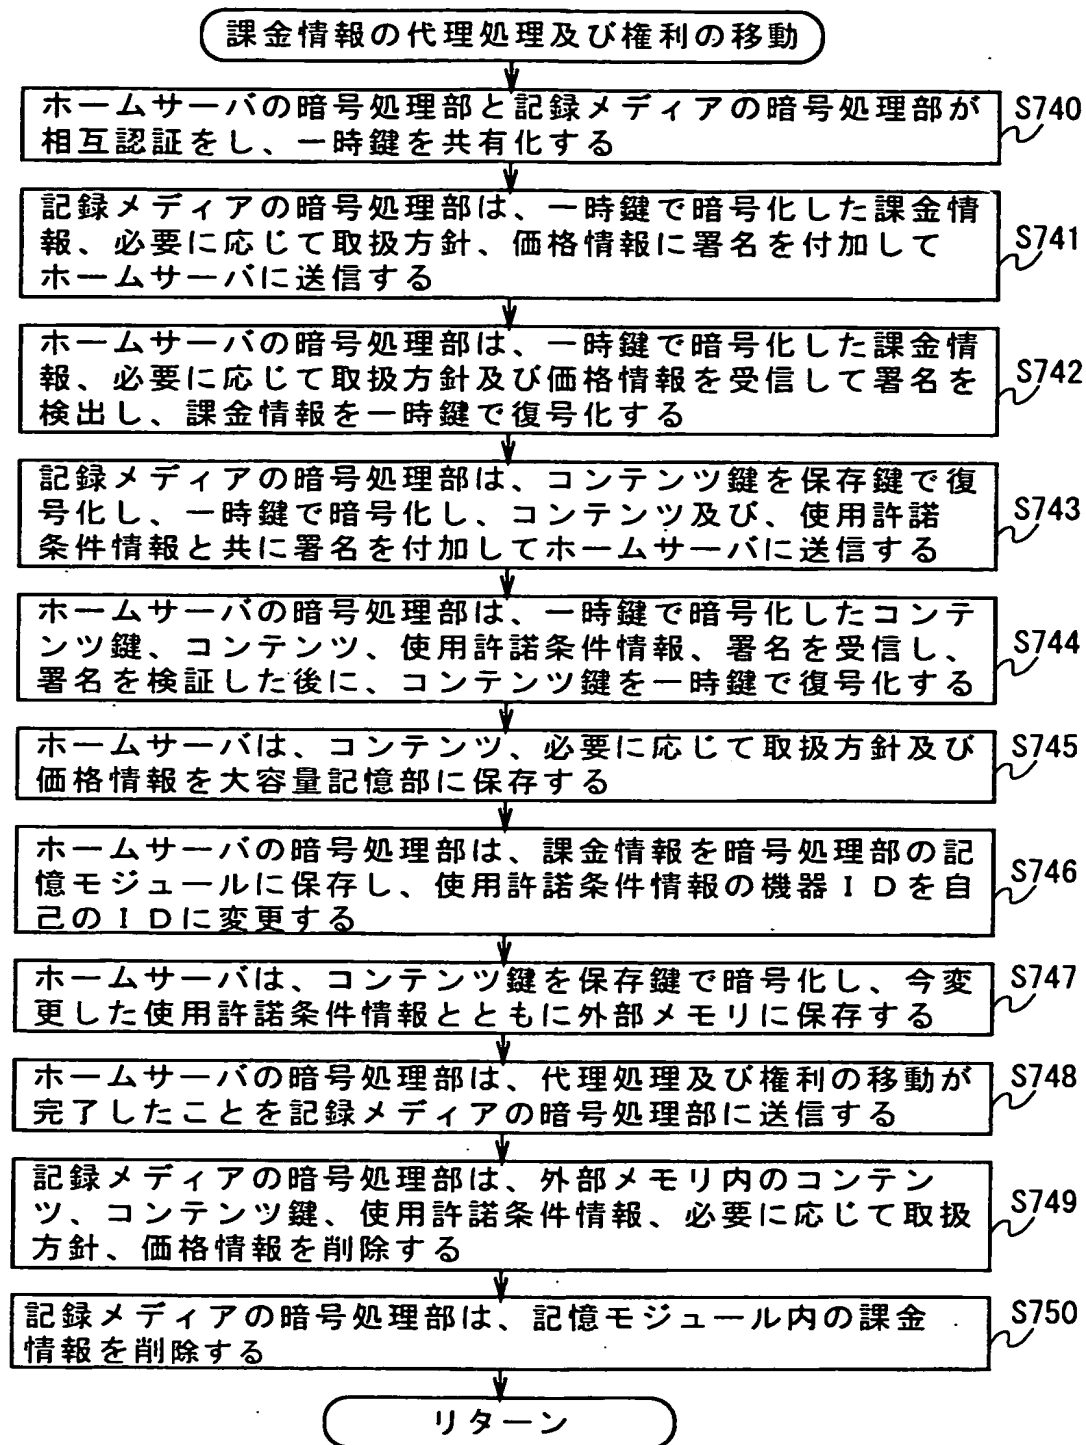 課金情報の代理処理及び権利の移動
ホームサーバの暗号処理部と記録メディアの暗号処理部が
相互認証をし、一時鍵を共有化する
S740
記録メディアの暗号処理部は、一時鍵で暗号化した課金情
報、必要に応じて取扱方針、価格情報に署名を付加して
ホームサーバに送信する
S741
ホームサーバの暗号処理部は、一時鍵で暗号化した課金情
報、必要に応じて取扱方針及び価格情報を受信して署名を
検出し、課金情報を一時鍵で復号化する
S742
記録メディアの暗号処理部は、コンテンツ鍵を保存鍵で復
号化し、一時鍵で暗号化し、コンテンツ及び、使用許諾
条件情報と共に署名を付加してホームサーバに送信する
S743
ホームサーバの暗号処理部は、一時鍵で暗号化したコンテ
ンツ鍵、コンテンツ、使用許諾条件情報、署名を受信し、
署名を検証した後に、コンテンツ鍵を一時鍵で復号化する
S744
ホームサーバは、コンテンツ、必要に応じて取扱方針及び
価格情報を大容量記憶部に保存する
S745
ホームサーバの暗号処理部は、課金情報を暗号処理部の記
憶モジュールに保存し、使用許諾条件情報の機器IDを自
己のIDに変更する
S746
ホームサーバは、コンテンツ鍵を保存鍵で暗号化し、今変
更した使用許諾条件情報とともに外部メモリに保存する
S747
ホームサーバの暗号処理部は、代理処理及び権利の移動が
完了したことを記録メディアの暗号処理部に送信する
S748
記録メディアの暗号処理部は、外部メモリ内のコンテン
ツ、コンテンツ鍵、使用許諾条件情報、必要に応じて取扱
方針、価格情報を削除する
S749
記録メディアの暗号処理部は、記憶モジュール内の課金
情報を削除する
S750
リターン